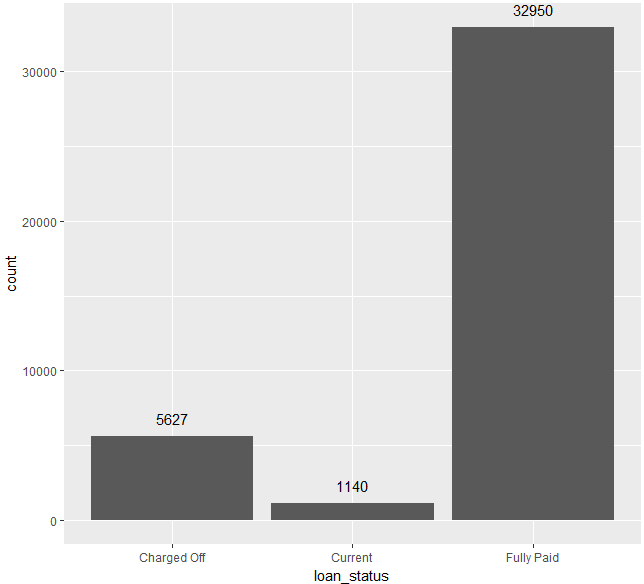 32950
30000
20000
count
10000
5627
1140
0
Charged Off
Current
Fully Paid
loan_status